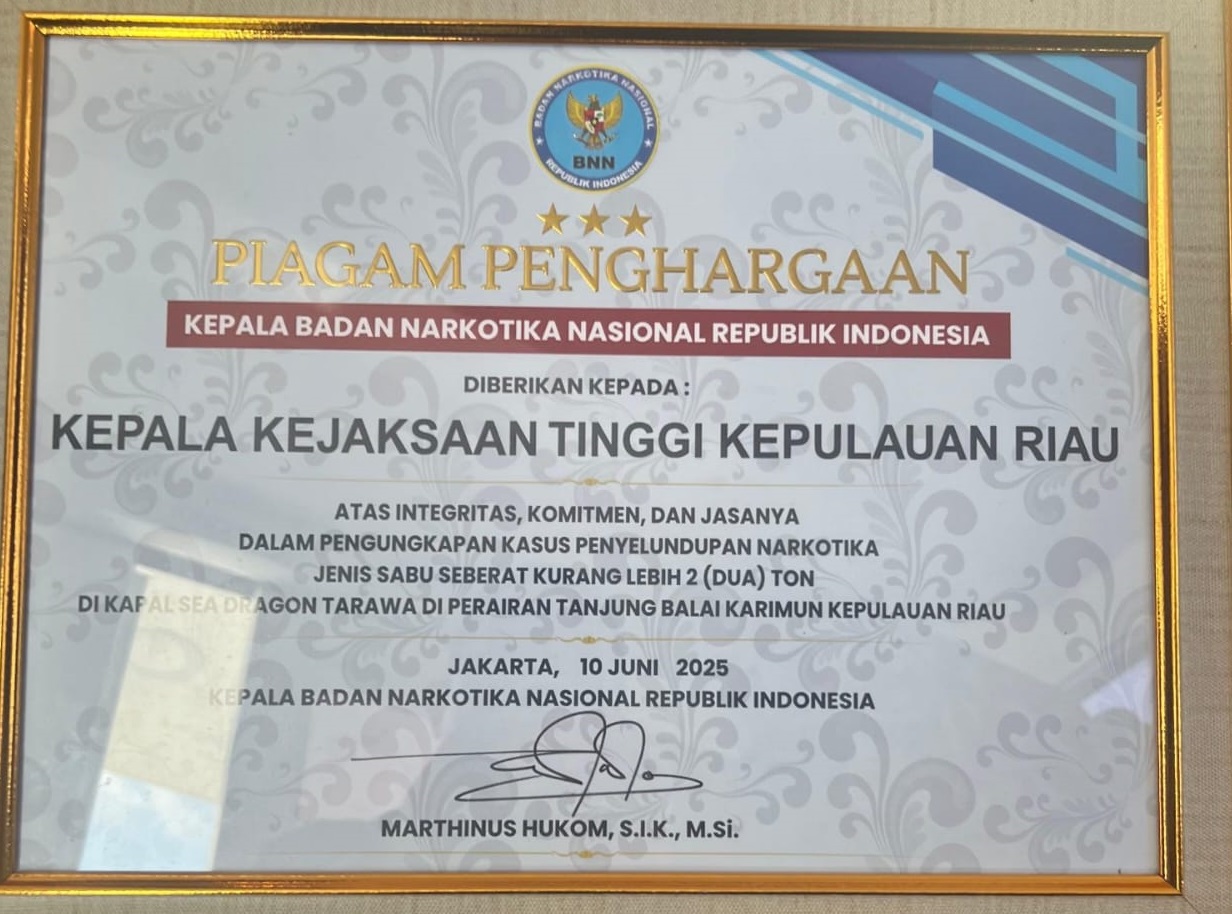 BADAN NARKOTIKA NASIONAL
BNN
REPUBLIK INDONESIA
PIAGAM PENGHARGAAN
KEPALA BADAN NARKOTIKA NASIONAL REPUBLIK INDONESIA
DIBERIKAN KEPADA :
KEPALA KEJAKSAAN TINGGI KEPULAUAN RIAU
ATAS INTEGRITAS, KOMITMEN, DAN JASANYA
DALAM PENGUNGKAPAN KASUS PENYELUNDUPAN NARKOTIKA
JENIS SABU SEBERAT KURANG LEBIH 2 (DUA) TON
DI KAPAL SEA DRAGON TARAWA DI PERAIRAN TANJUNG BALAI KARIMUN KEPULAUAN RIAU
JAKARTA, 10 JUNI 2025
KEPALA BADAN NARKOTIKA NASIONAL REPUBLIK INDONESIA
MARTHINUS HUKOM, S.I.K., M.Si.